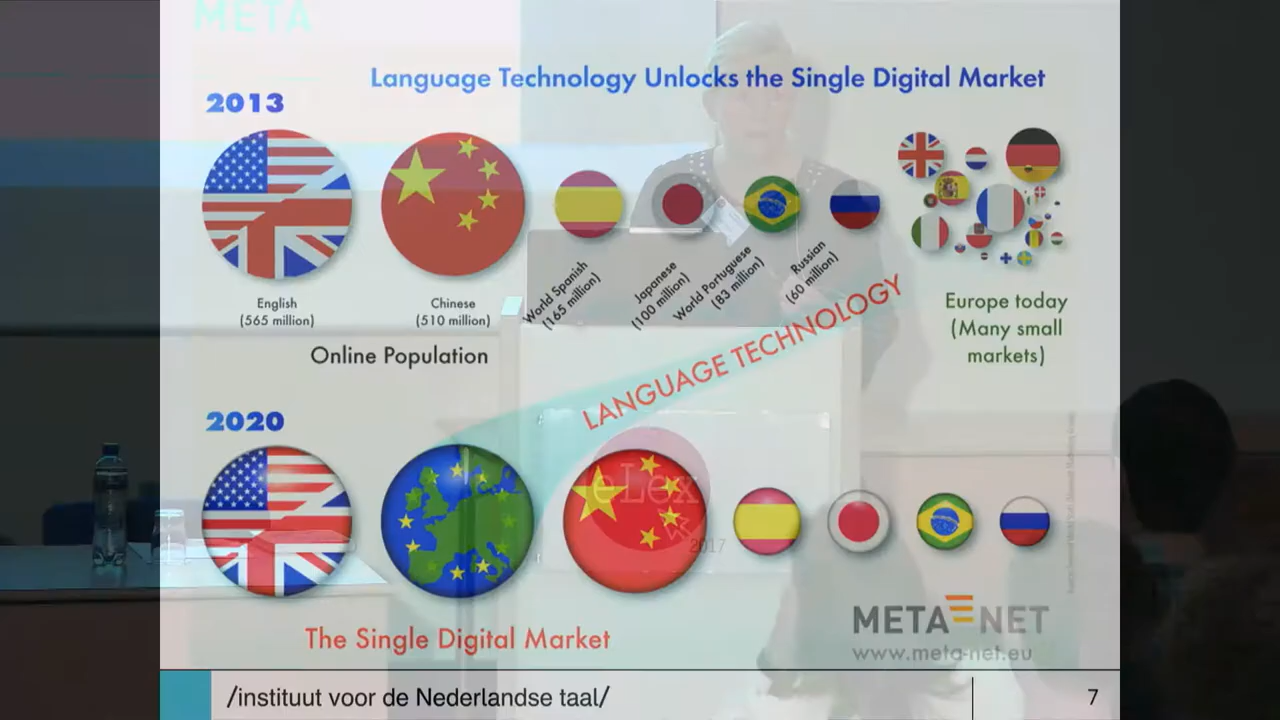 META
Language Technology Unlocks the Single Digital Market
2013
English
(565 million)
Chinese
(510 million)
World Spanish
(165 million)
Japanese
(100 million)
World Portuguese
(83 million)
Russian
(60 million)
Europe today
(Many small
markets)
Online Population
LANGUAGE TECHNOLOGY
2020
eLex
2017
The Single Digital Market
META NET
www.meta-net.eu
/instituut voor de Nederlandse taal/
7